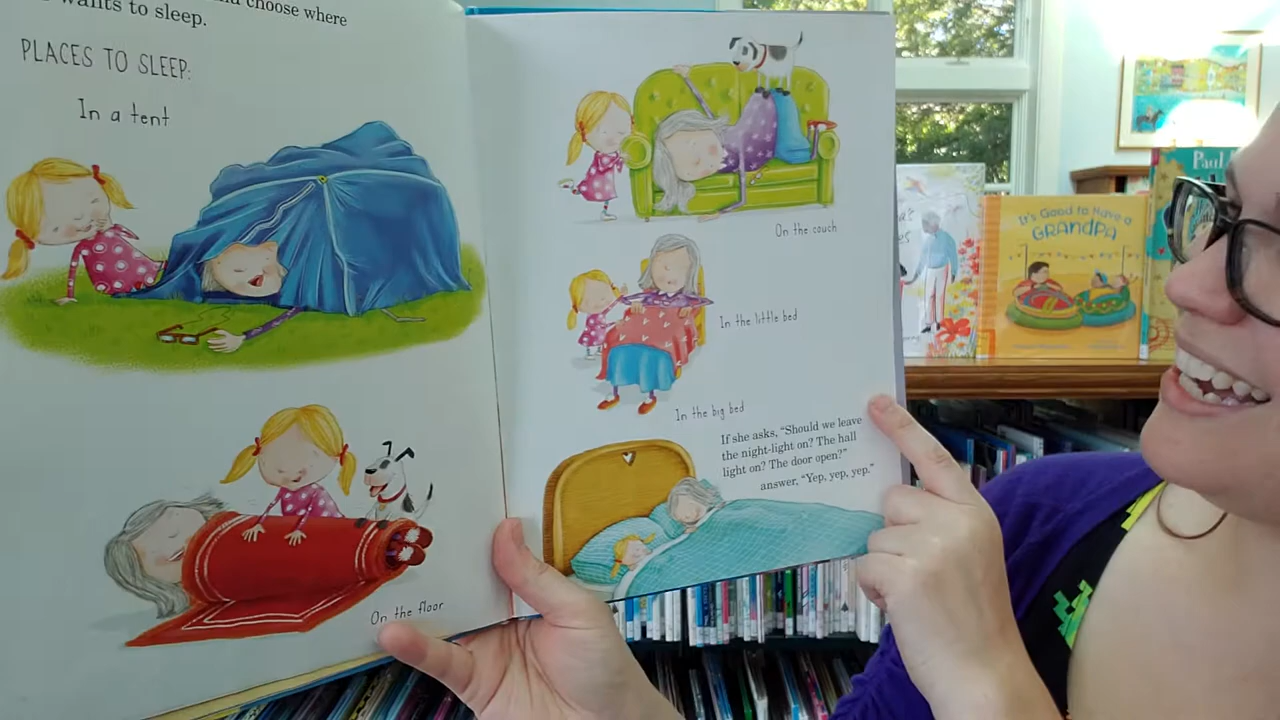 choose where
wants to sleep.
PLACES TO SLEEP:
In a tent
On the floor
On the couch
In the little bed
In the big bed
If she asks, "Should we leave
the night-light on? The hall
light on? The door open?"
answer, "Yep, yep, yep."
It's Good to Have a
GRANDPA